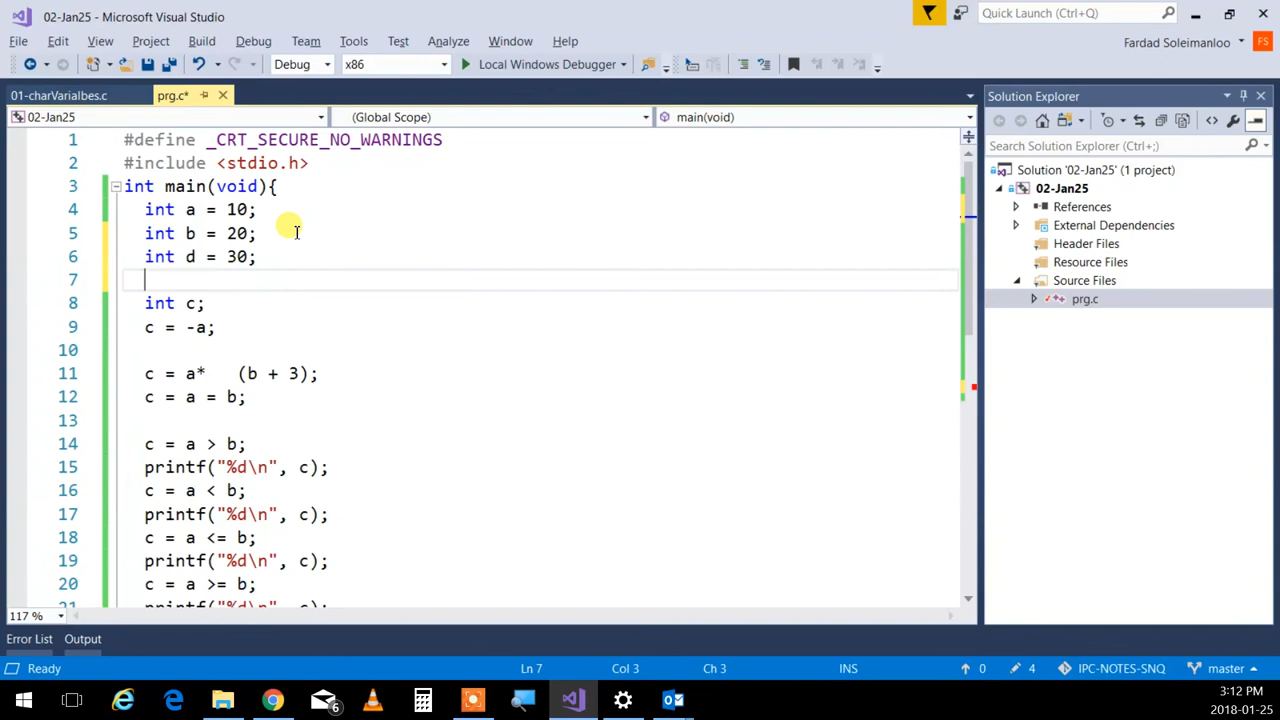 02-Jan25 - Microsoft Visual Studio
Quick Launch (Ctrl+Q)
File Edit View Project Build Debug Team Tools Test Analyze Window Help
Fardad Soleimanloo
FS
Debug x86 Local Windows Debugger
01-charVarialbes.c prg.c*
02-Jan25 (Global Scope) main(void)
1 #define _CRT_SECURE_NO_WARNINGS
2 #include <stdio.h>
3 int main(void){
4 int a = 10;
5 int b = 20;
6 int d = 30;
7
8 int c;
9 c = -a;
10
11 c = a*   (b + 3);
12 c = a = b;
13
14 c = a > b;
15 printf("%d\n", c);
16 c = a < b;
17 printf("%d\n", c);
18 c = a <= b;
19 printf("%d\n", c);
20 c = a >= b;
21 printf("%d\n", c);
117 %
Solution Explorer
Search Solution Explorer (Ctrl+;)
Solution '02-Jan25' (1 project)
02-Jan25
References
External Dependencies
Header Files
Resource Files
Source Files
prg.c
Error List Output
Ready Ln 7 Col 3 Ch 3 INS 0 4 IPC-NOTES-SNQ master
6
3:12 PM
2018-01-25